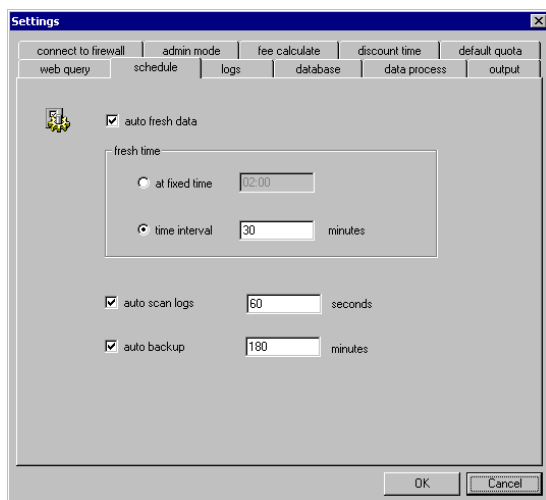 Settings
connect to firewall admin mode fee calculate discount time default quota
web query schedule logs database data process output
auto fresh data
fresh time
at fixed time 02:00
time interval 30 minutes
auto scan logs 60 seconds
auto backup 180 minutes
OK Cancel